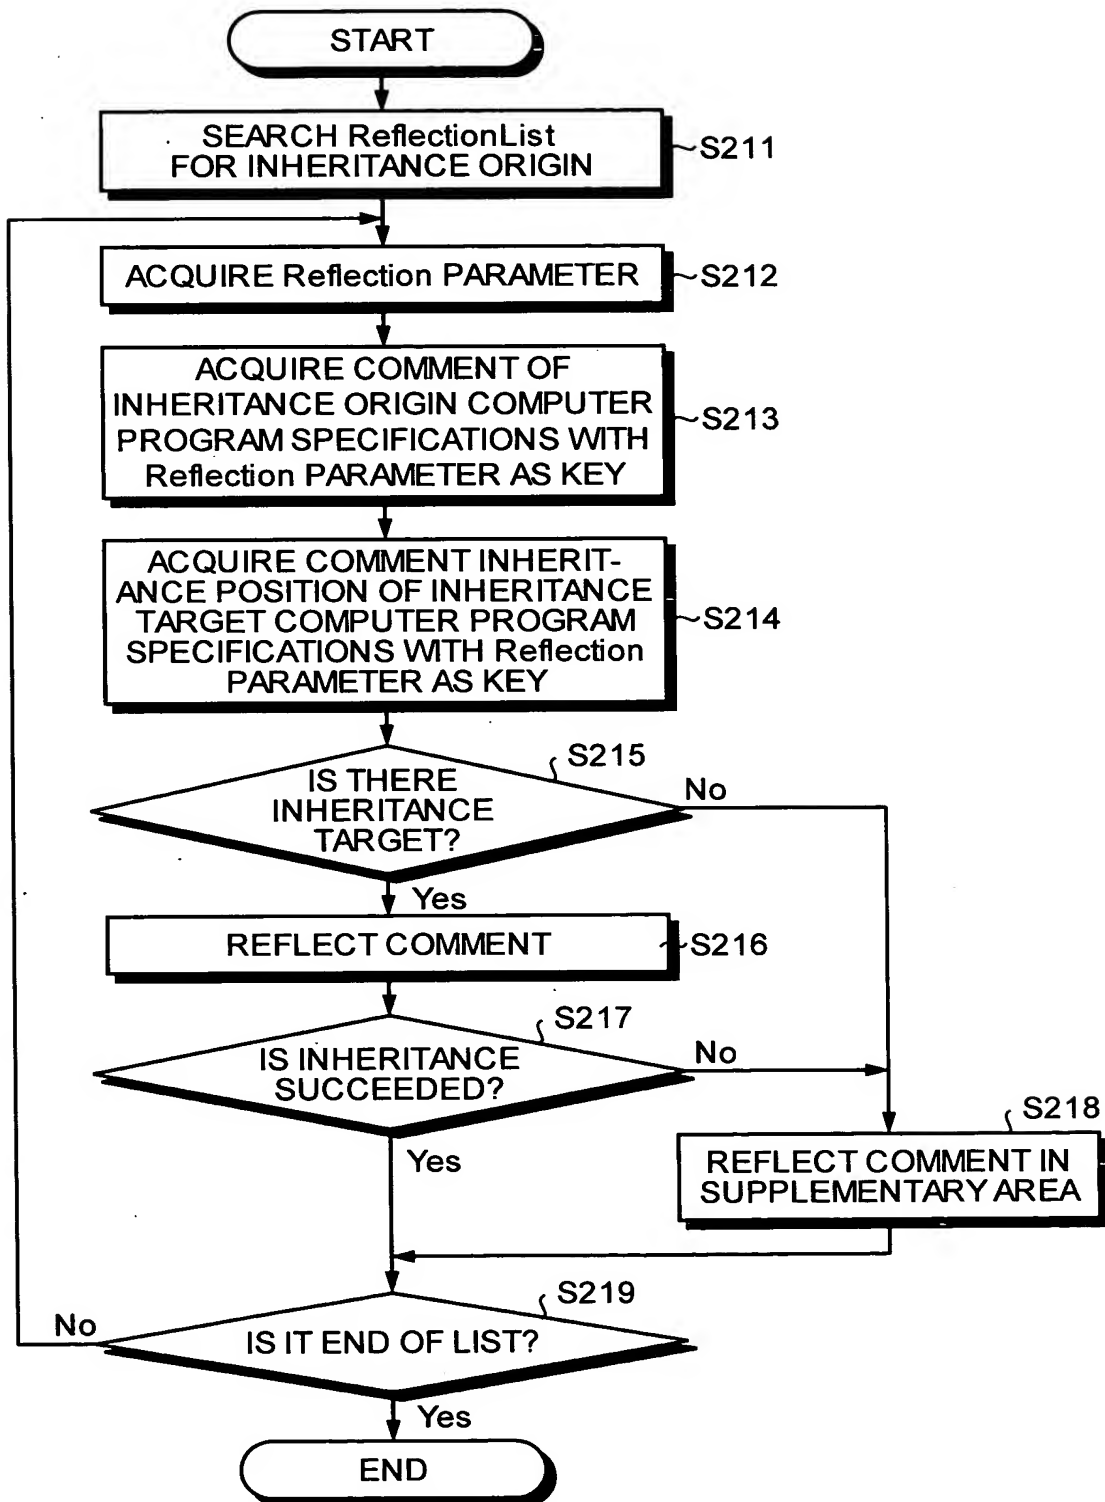 START
SEARCH ReflectionList
FOR INHERITANCE ORIGIN
S211
ACQUIRE Reflection PARAMETER
S212
ACQUIRE COMMENT OF
INHERITANCE ORIGIN COMPUTER
PROGRAM SPECIFICATIONS WITH
Reflection PARAMETER AS KEY
S213
ACQUIRE COMMENT INHERIT-
ANCE POSITION OF INHERITANCE
TARGET COMPUTER PROGRAM
SPECIFICATIONS WITH Reflection
PARAMETER AS KEY
S214
S215
IS THERE
INHERITANCE
TARGET?
No
Yes
REFLECT COMMENT
S216
S217
IS INHERITANCE
SUCCEEDED?
No
Yes
S218
REFLECT COMMENT IN
SUPPLEMENTARY AREA
S219
No
IS IT END OF LIST?
Yes
END